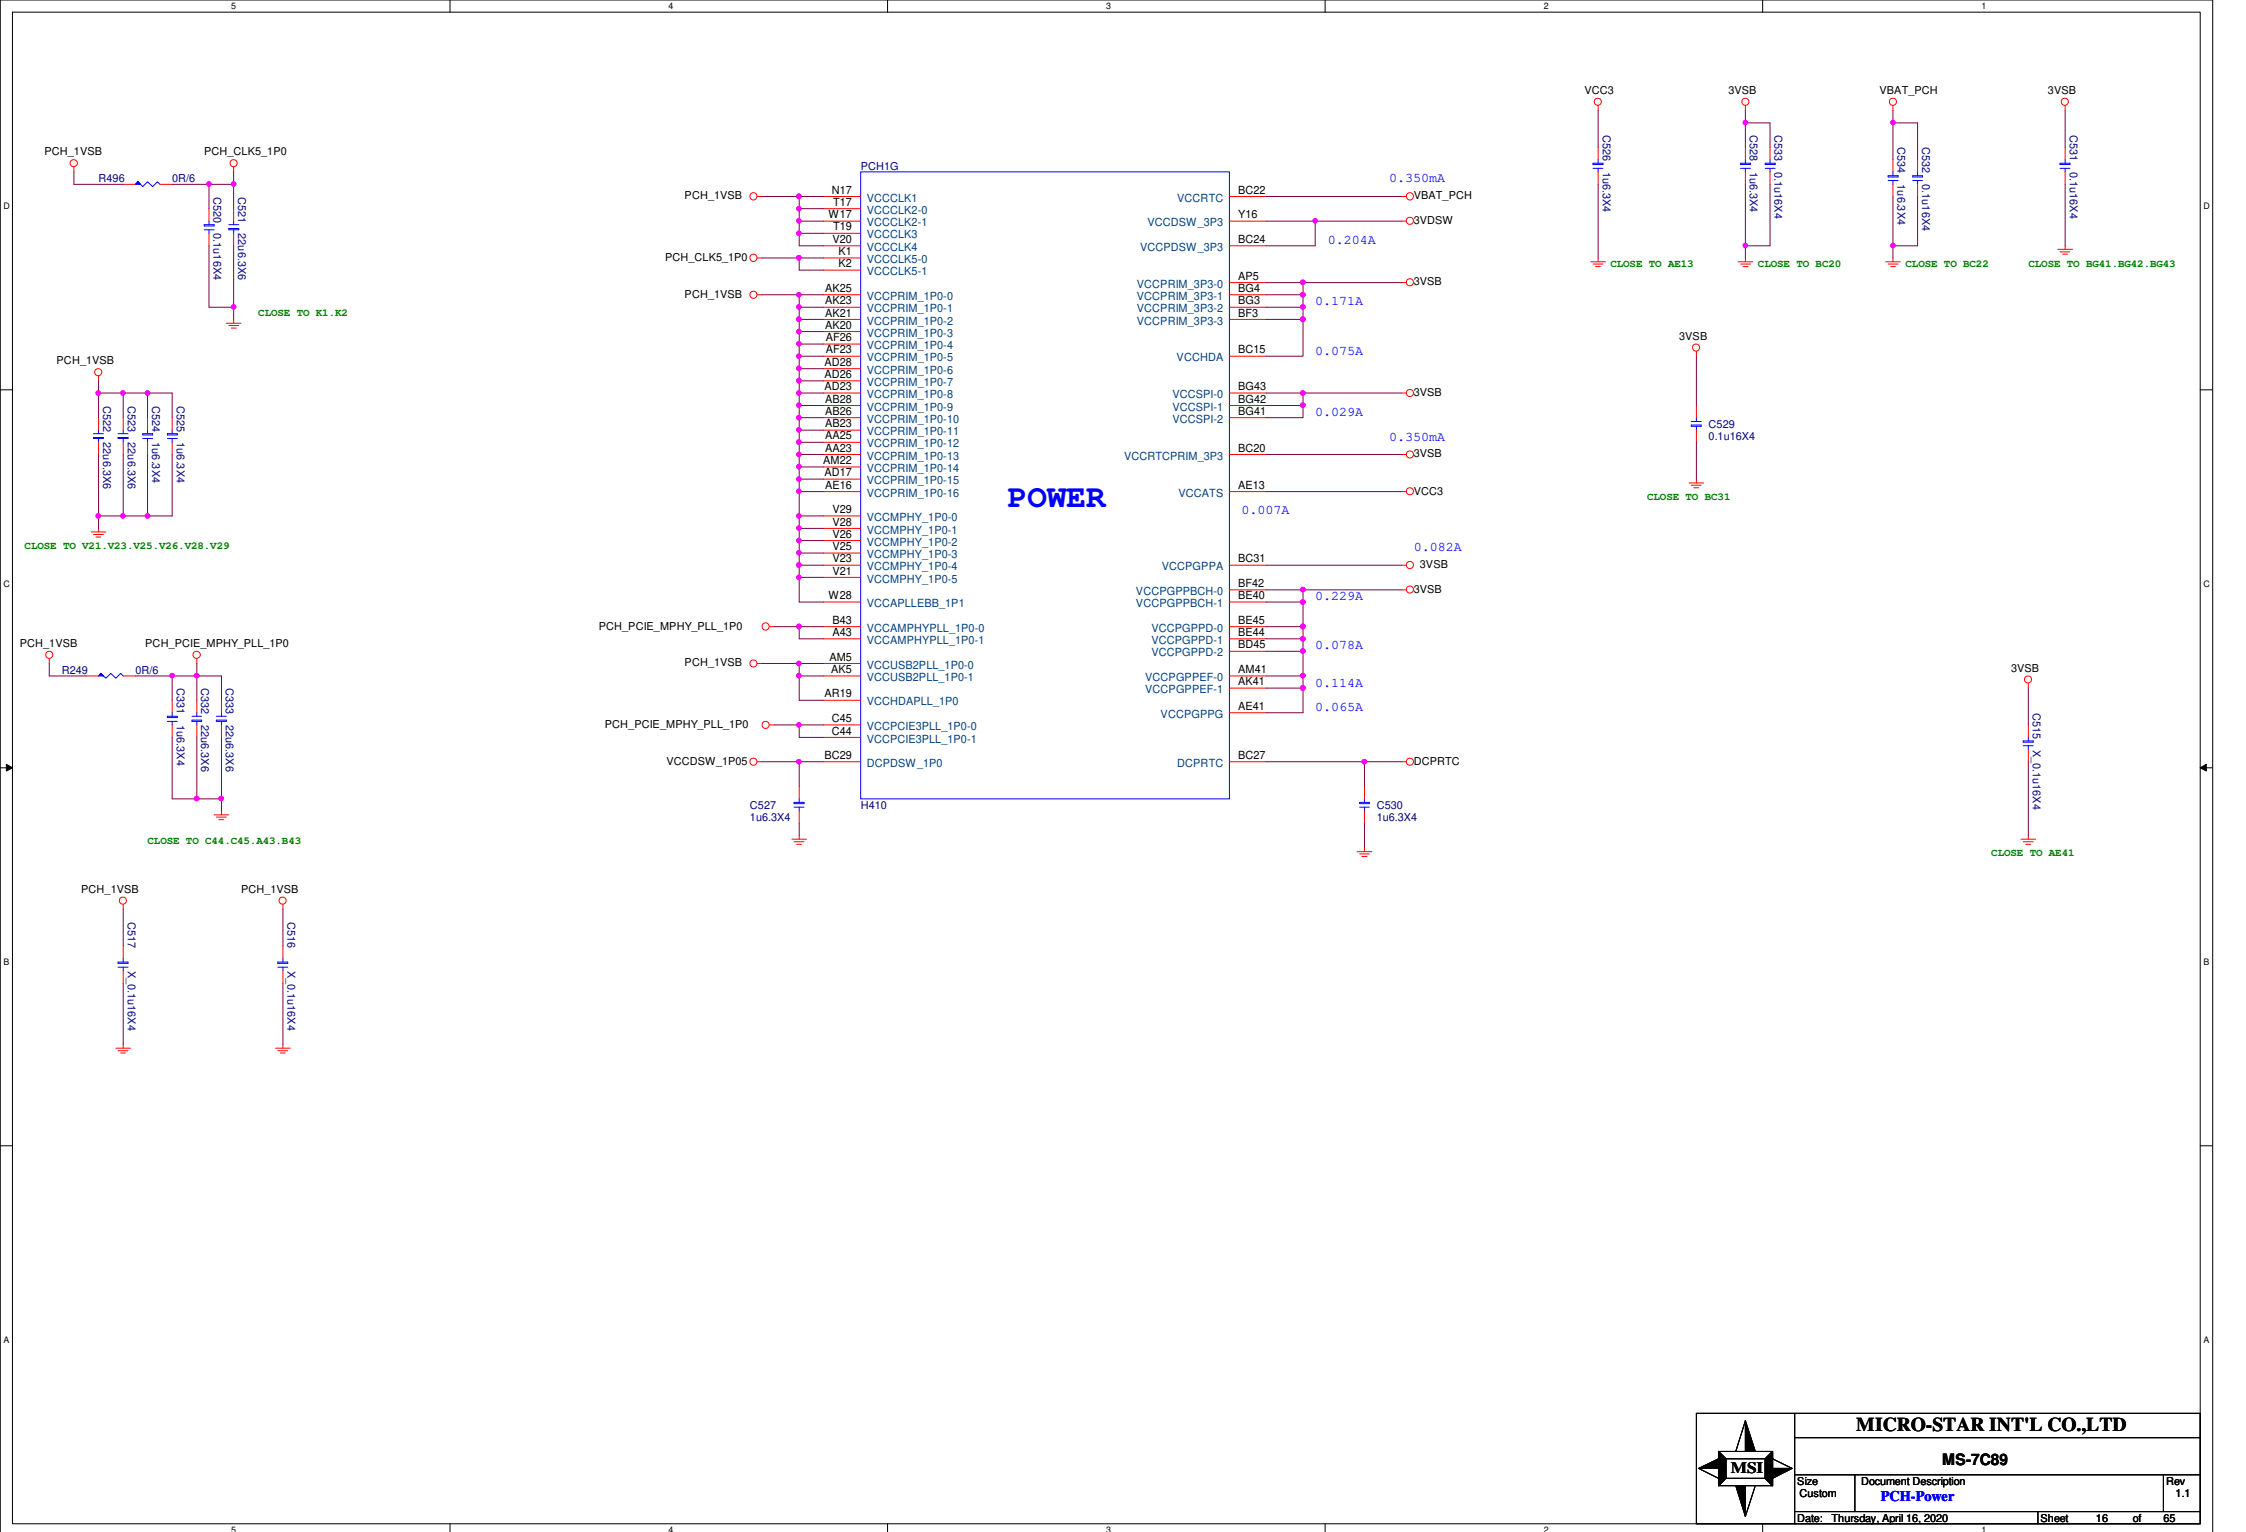 5 4 3 2 1
D
C
B
A
PCH_1VSB
PCH_CLK5_1P0
R496 0R/6
C520 0.1u16X4
C521 22u6.3X6
CLOSE TO K1.K2
PCH_1VSB
C522 22u6.3X6
C523 22u6.3X6
C524 1u6.3X4
C525 1u6.3X4
CLOSE TO V21.V23.V25.V26.V28.V29
PCH_1VSB
PCH_PCIE_MPHY_PLL_1P0
R249 0R/6
C331 1u6.3X4
C332 22u6.3X6
C333 22u6.3X6
CLOSE TO C44.C45.A43.B43
PCH_1VSB
C517 X_0.1u16X4
PCH_1VSB
C516 X_0.1u16X4
PCH1G
PCH_1VSB N17 VCCCLK1
T17 VCCCLK2-0
W17 VCCCLK2-1
T19 VCCCLK3
V20 VCCCLK4
PCH_CLK5_1P0 K1 VCCCLK5-0
K2 VCCCLK5-1
PCH_1VSB AK25 VCCPRIM_1P0-0
AK23 VCCPRIM_1P0-1
AK21 VCCPRIM_1P0-2
AK20 VCCPRIM_1P0-3
AF26 VCCPRIM_1P0-4
AF23 VCCPRIM_1P0-5
AD28 VCCPRIM_1P0-6
AD26 VCCPRIM_1P0-7
AD23 VCCPRIM_1P0-8
AB28 VCCPRIM_1P0-9
AB26 VCCPRIM_1P0-10
AB23 VCCPRIM_1P0-11
AA25 VCCPRIM_1P0-12
AA23 VCCPRIM_1P0-13
AM22 VCCPRIM_1P0-14
AD17 VCCPRIM_1P0-15
AE16 VCCPRIM_1P0-16
V29 VCCMPHY_1P0-0
V28 VCCMPHY_1P0-1
V26 VCCMPHY_1P0-2
V25 VCCMPHY_1P0-3
V23 VCCMPHY_1P0-4
V21 VCCMPHY_1P0-5
W28 VCCAPLLEBB_1P1
PCH_PCIE_MPHY_PLL_1P0 B43 VCCAMPHYPLL_1P0-0
A43 VCCAMPHYPLL_1P0-1
PCH_1VSB AM5 VCCUSB2PLL_1P0-0
AK5 VCCUSB2PLL_1P0-1
AR19 VCCHDAPLL_1P0
PCH_PCIE_MPHY_PLL_1P0 C45 VCCPCIE3PLL_1P0-0
C44 VCCPCIE3PLL_1P0-1
VCCDSW_1P05 BC29 DCPDSW_1P0
C527
1u6.3X4
H410
POWER
0.350mA
VCCRTC BC22 VBAT_PCH
VCCDSW_3P3 Y16 3VDSW
VCCPDSW_3P3 BC24 0.204A
VCCPRIM_3P3-0 AP5 3VSB
VCCPRIM_3P3-1 BG4
VCCPRIM_3P3-2 BG3 0.171A
VCCPRIM_3P3-3 BF3
VCCHDA BC15 0.075A
VCCSPI-0 BG43 3VSB
VCCSPI-1 BG42
VCCSPI-2 BG41 0.029A
0.350mA
VCCRTCPRIM_3P3 BC20 3VSB
VCCATS AE13 VCC3
0.007A
0.082A
VCCPGPPA BC31 3VSB
VCCPGPPBCH-0 BF42 3VSB
VCCPGPPBCH-1 BE40 0.229A
VCCPGPPD-0 BE45
VCCPGPPD-1 BE44
VCCPGPPD-2 BD45 0.078A
VCCPGPPEF-0 AM41
VCCPGPPEF-1 AK41 0.114A
VCCPGPPG AE41 0.065A
DCPRTC BC27 DCPRTC
C530
1u6.3X4
VCC3
C526 1u6.3X4
CLOSE TO AE13
3VSB
C528 1u6.3X4
C533 0.1u16X4
CLOSE TO BC20
VBAT_PCH
C534 1u6.3X4
C532 0.1u16X4
CLOSE TO BC22
3VSB
C531 0.1u16X4
CLOSE TO BG41.BG42.BG43
3VSB
C529
0.1u16X4
CLOSE TO BC31
3VSB
C515 X_0.1u16X4
CLOSE TO AE41
D
C
B
A
MSI
MICRO-STAR INT'L CO.,LTD
MS-7C89
Size
Custom
Document Description
PCH-Power
Rev
1.1
Date: Thursday, April 16, 2020
Sheet 16 of 65
5 4 3 2 1